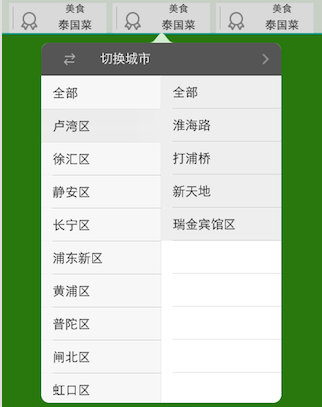 美食
泰国菜
美食
泰国菜
美食
泰国菜
切换城市
全部
卢湾区
徐汇区
静安区
长宁区
浦东新区
黄浦区
普陀区
闸北区
虹口区
全部
淮海路
打浦桥
新天地
瑞金宾馆区